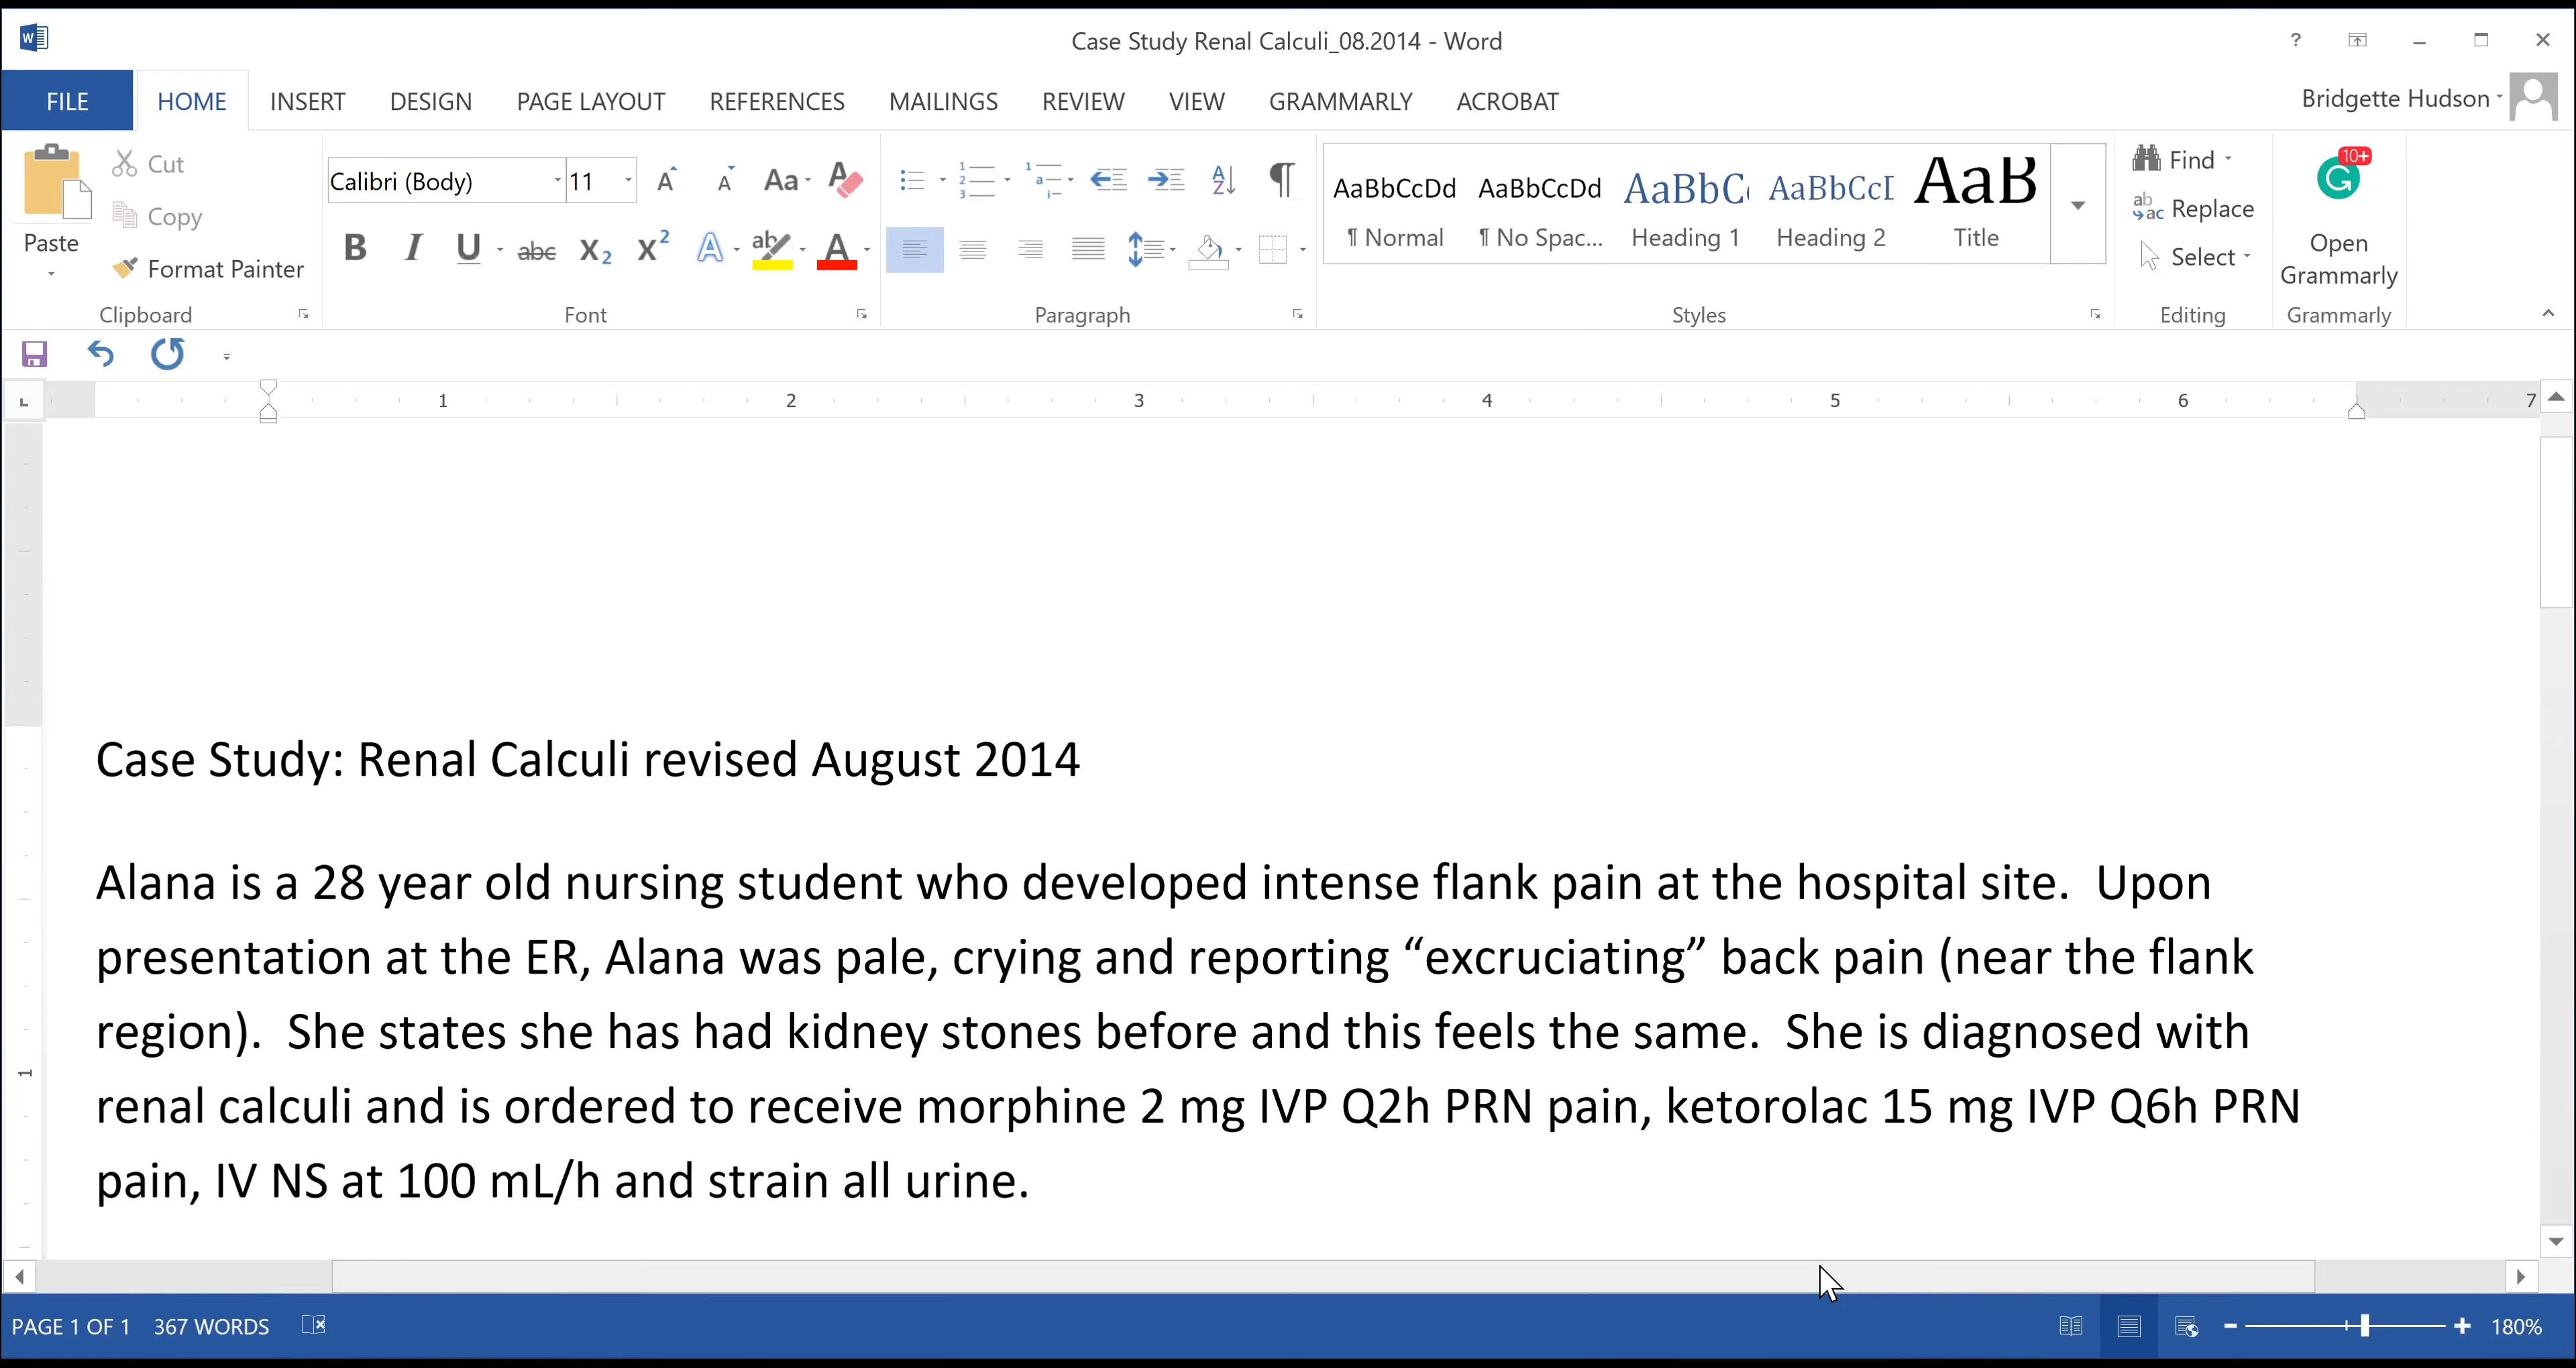 Case Study Renal Calculi_08.2014 - Word
?
FILE HOME INSERT DESIGN PAGE LAYOUT REFERENCES MAILINGS REVIEW VIEW GRAMMARLY ACROBAT
Bridgette Hudson
Paste
Cut
Copy
Format Painter
Clipboard
Calibri (Body) 11
Aa
B I U abc X2 X2 A ab A
Font
Paragraph
AaBbCcDd AaBbCcDd AaBbC AaBbCcI AaB
¶ Normal ¶ No Spac... Heading 1 Heading 2 Title
Styles
Find
Replace
Select
Editing
10+
Open
Grammarly
Grammarly
1 2 3 4 5 6 7
Case Study: Renal Calculi revised August 2014
Alana is a 28 year old nursing student who developed intense flank pain at the hospital site.  Upon
presentation at the ER, Alana was pale, crying and reporting “excruciating” back pain (near the flank
region).  She states she has had kidney stones before and this feels the same.  She is diagnosed with
renal calculi and is ordered to receive morphine 2 mg IVP Q2h PRN pain, ketorolac 15 mg IVP Q6h PRN
pain, IV NS at 100 mL/h and strain all urine.
1
PAGE 1 OF 1 367 WORDS
180%